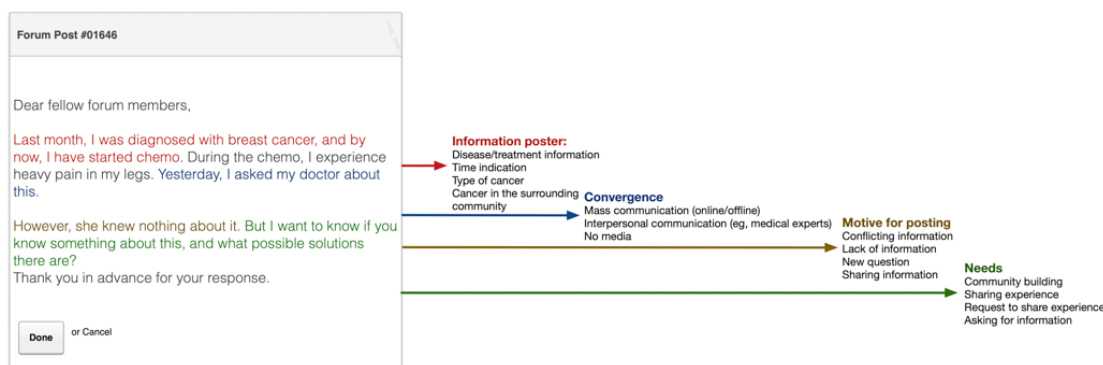 Forum Post #01646
Dear fellow forum members,
Last month, I was diagnosed with breast cancer, and by
now, I have started chemo. During the chemo, I experience
heavy pain in my legs. Yesterday, I asked my doctor about
this.
However, she knew nothing about it. But I want to know if you
know something about this, and what possible solutions
there are?
Thank you in advance for your response.
Done
or Cancel
Information poster:
Disease/treatment information
Time indication
Type of cancer
Cancer in the surrounding
community
Convergence
Mass communication (online/offline)
Interpersonal communication (eg, medical experts)
No media
Motive for posting
Conflicting information
Lack of information
New question
Sharing information
Needs
Community building
Sharing experience
Request to share experience
Asking for information